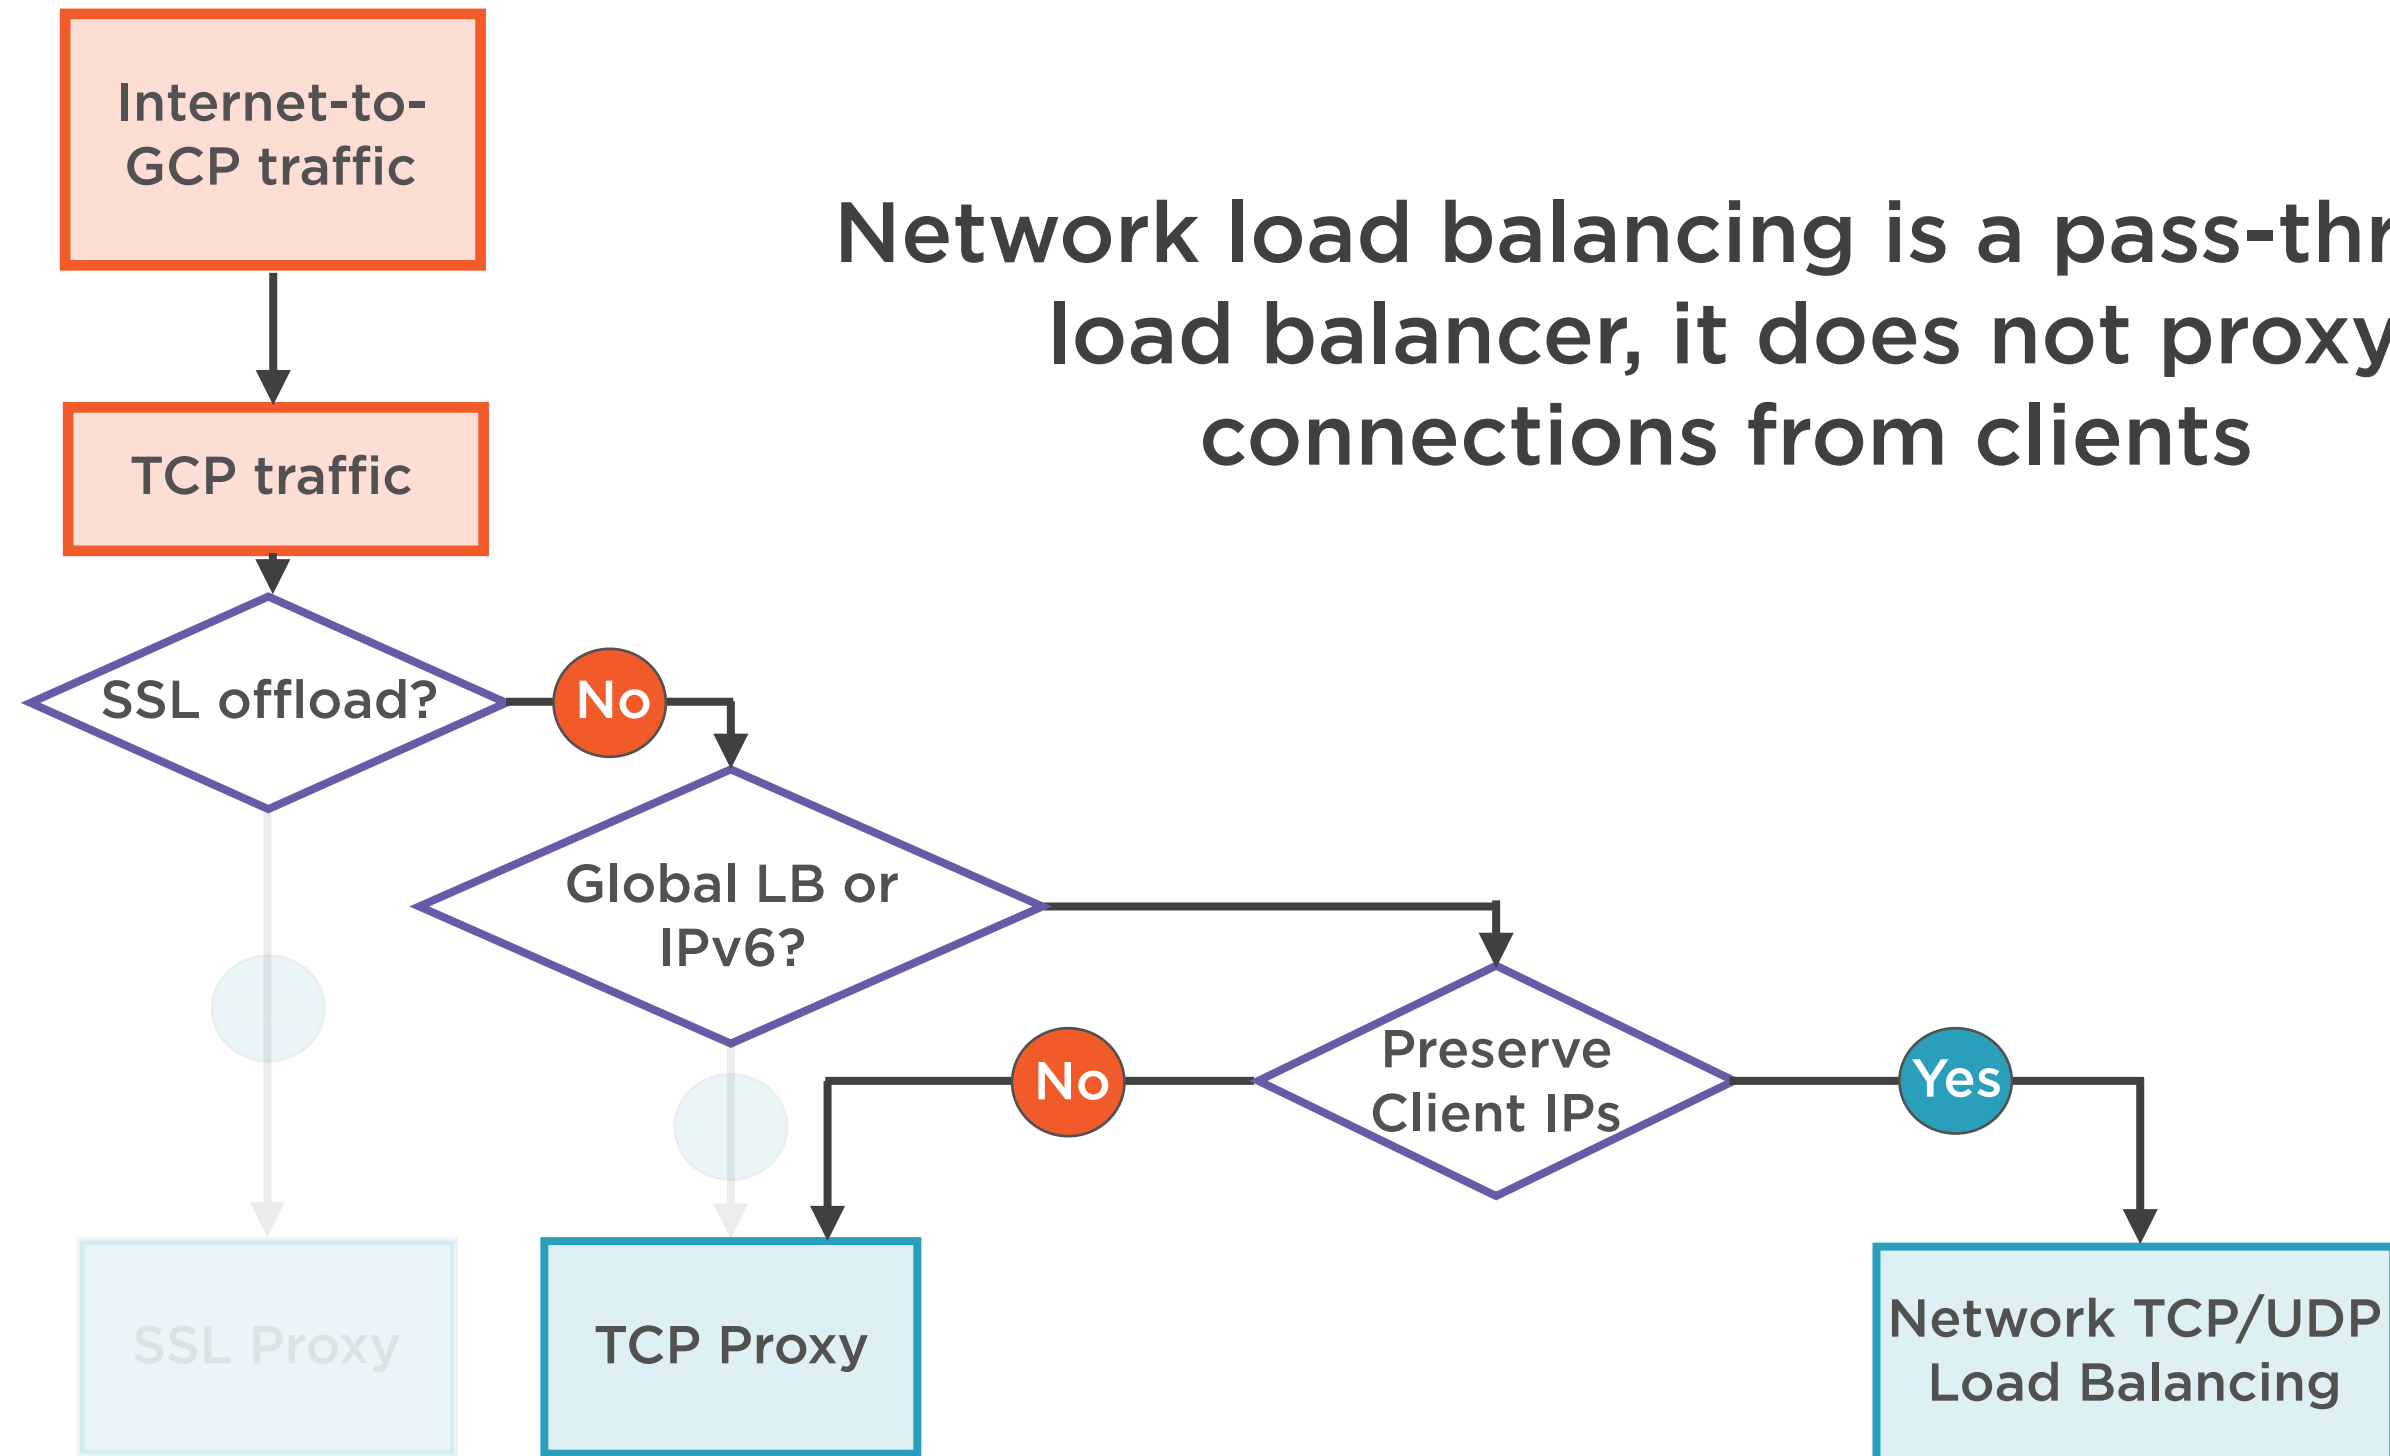 Internet-to-
GCP traffic
Network load balancing is a pass-thr
load balancer, it does not proxy
connections from clients
TCP traffic
SSL offload?
No
Global LB or
IPv6?
Preserve
Client IPs
No
Yes
SSL Proxy
TCP Proxy
Network TCP/UDP
Load Balancing